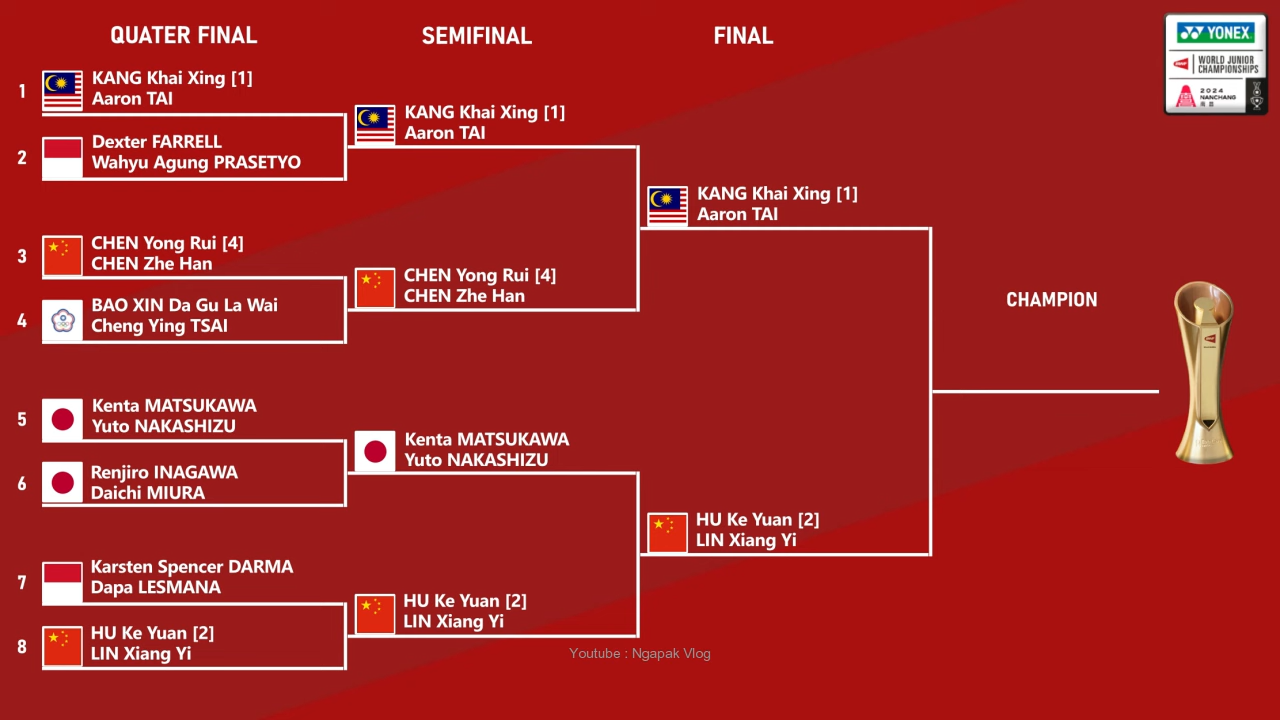 QUATER FINAL
SEMIFINAL
FINAL
YONEX
WORLD JUNIOR
CHAMPIONSHIPS
2024
NANCHANG
南昌
1
KANG Khai Xing [1]
Aaron TAI
2
Dexter FARRELL
Wahyu Agung PRASETYO
3
CHEN Yong Rui [4]
CHEN Zhe Han
4
BAO XIN Da Gu La Wai
Cheng Ying TSAI
5
Kenta MATSUKAWA
Yuto NAKASHIZU
6
Renjiro INAGAWA
Daichi MIURA
7
Karsten Spencer DARMA
Dapa LESMANA
8
HU Ke Yuan [2]
LIN Xiang Yi
KANG Khai Xing [1]
Aaron TAI
CHEN Yong Rui [4]
CHEN Zhe Han
Kenta MATSUKAWA
Yuto NAKASHIZU
HU Ke Yuan [2]
LIN Xiang Yi
KANG Khai Xing [1]
Aaron TAI
HU Ke Yuan [2]
LIN Xiang Yi
CHAMPION
Youtube : Ngapak Vlog